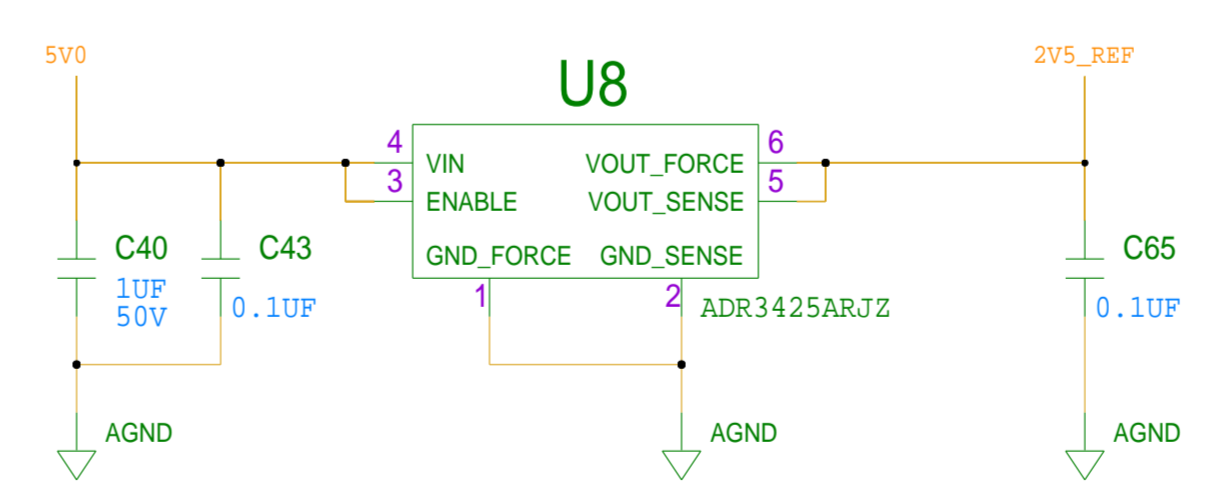 5V0
2V5_REF
U8
4
VIN
VOUT_FORCE
6
3
ENABLE
VOUT_SENSE
5
C40
1UF
50V
C43
0.1UF
GND_FORCE
GND_SENSE
1
2
ADR3425ARJZ
C65
0.1UF
AGND
AGND
AGND